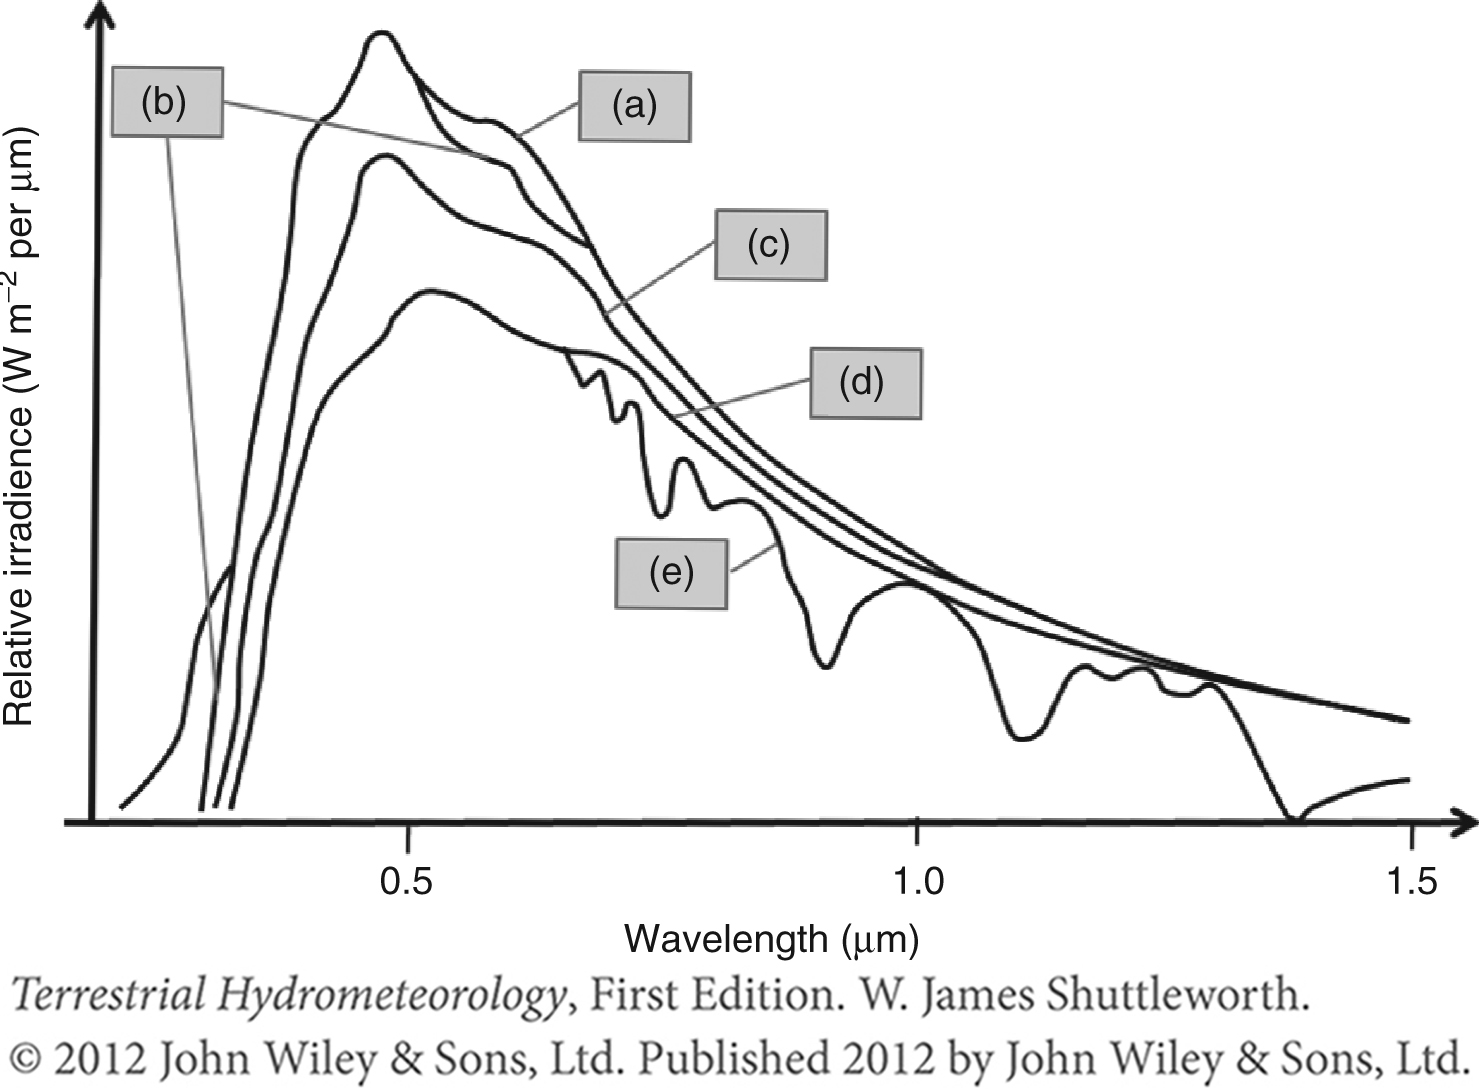 (b)
(a)
(c)
(d)
(e)
Relative irradience (W m⁻² per μm)
0.5 1.0 1.5
Wavelength (μm)
Terrestrial Hydrometeorology, First Edition. W. James Shuttleworth.
© 2012 John Wiley & Sons, Ltd. Published 2012 by John Wiley & Sons, Ltd.